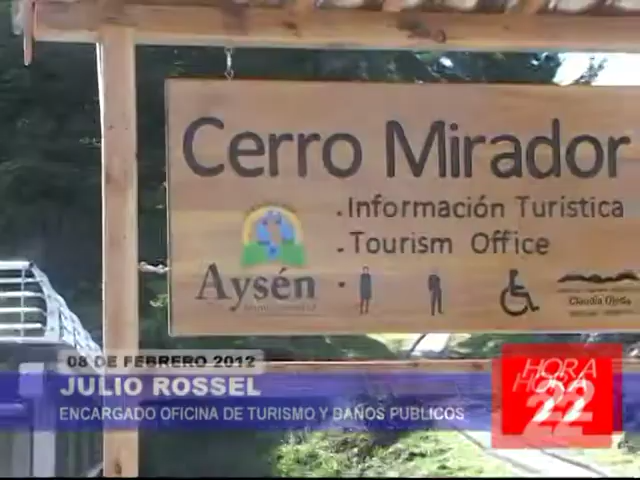 Cerro Mirador
. Información Turistica
. Tourism Office
Aysén
Claudia Ojeda
08 DE FEBRERO 2012
JULIO ROSSEL
ENCARGADO OFICINA DE TURISMO Y BAÑOS PUBLICOS
HORA
HORA
22